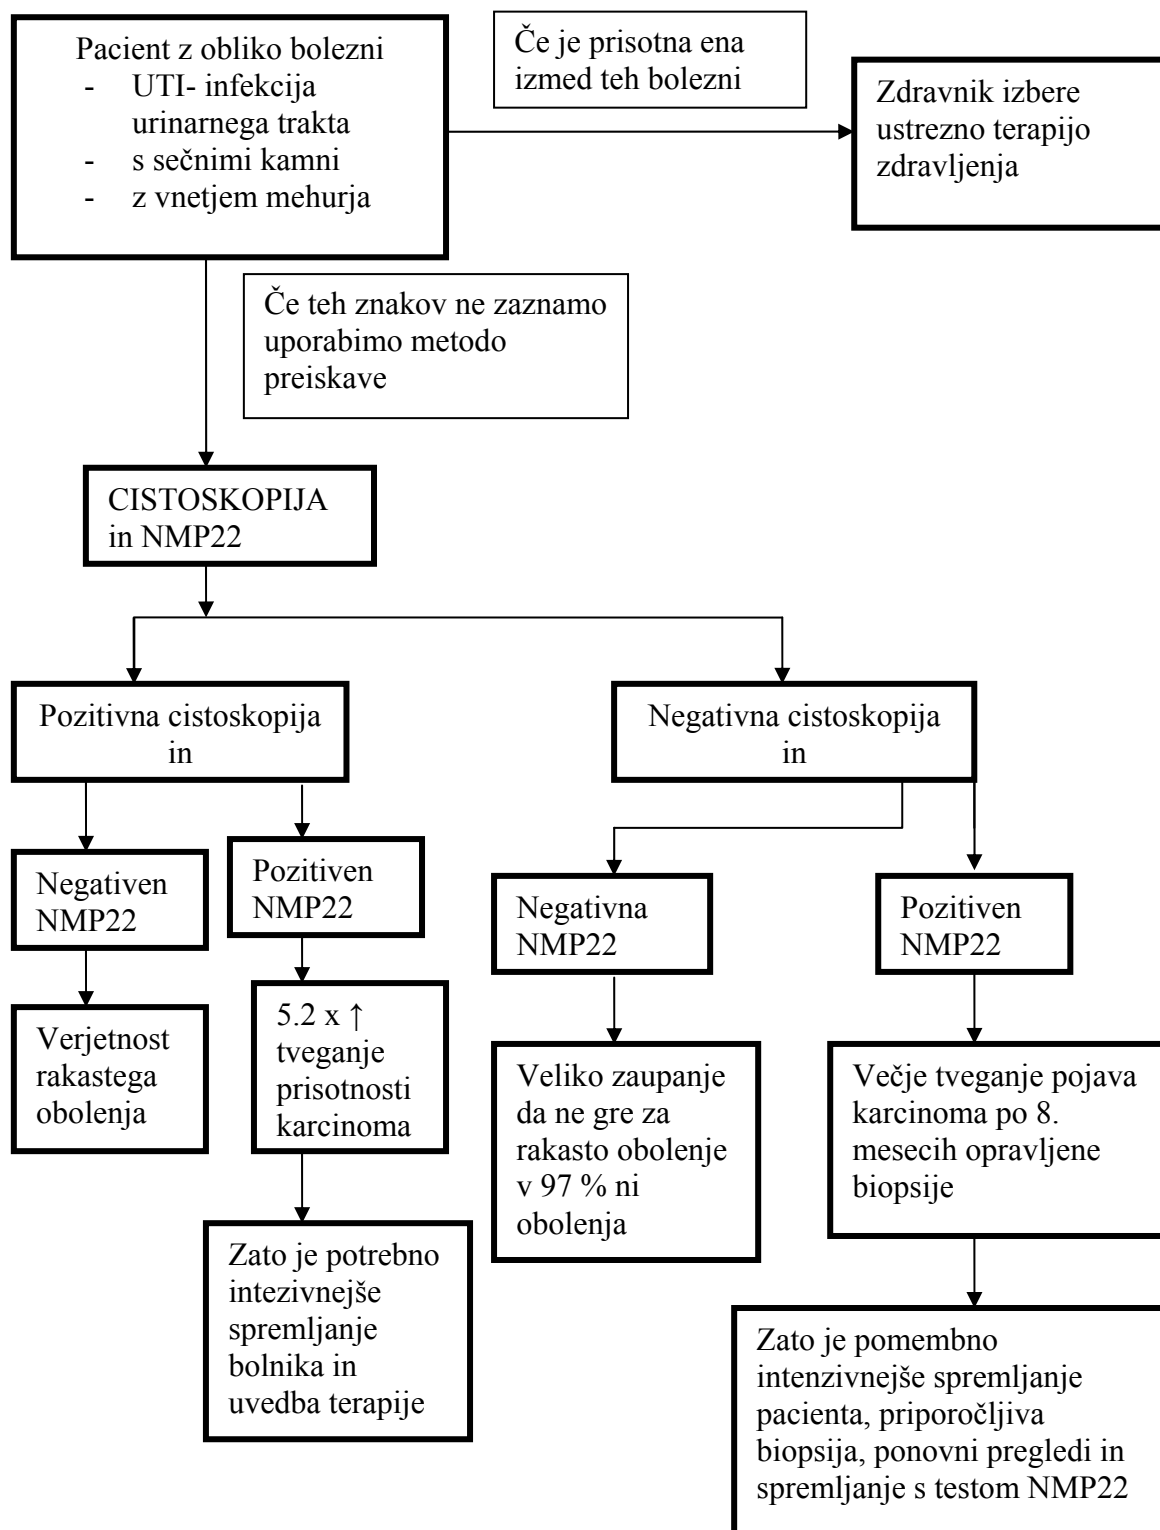 Pacient z obliko bolezni
- UTI- infekcija
urinarnega trakta
- s sečnimi kamni
- z vnetjem mehurja
Če je prisotna ena
izmed teh bolezni
Zdravnik izbere
ustrezno terapijo
zdravljenja
Če teh znakov ne zaznamo
uporabimo metodo
preiskave
CISTOSKOPIJA
in NMP22
Pozitivna cistoskopija
in
Negativna cistoskopija
in
Negativen
NMP22
Pozitiven
NMP22
Negativna
NMP22
Pozitiven
NMP22
Verjetnost
rakastega
obolenja
5.2 x ↑
tveganje
prisotnosti
karcinoma
Veliko zaupanje
da ne gre za
rakasto obolenje
v 97 % ni
obolenja
Večje tveganje pojava
karcinoma po 8.
mesecih opravljene
biopsije
Zato je potrebno
intezivnejše
spremljanje
bolnika in
uvedba terapije
Zato je pomembno
intenzivnejše spremljanje
pacienta, priporočljiva
biopsija, ponovni pregledi in
spremljanje s testom NMP22